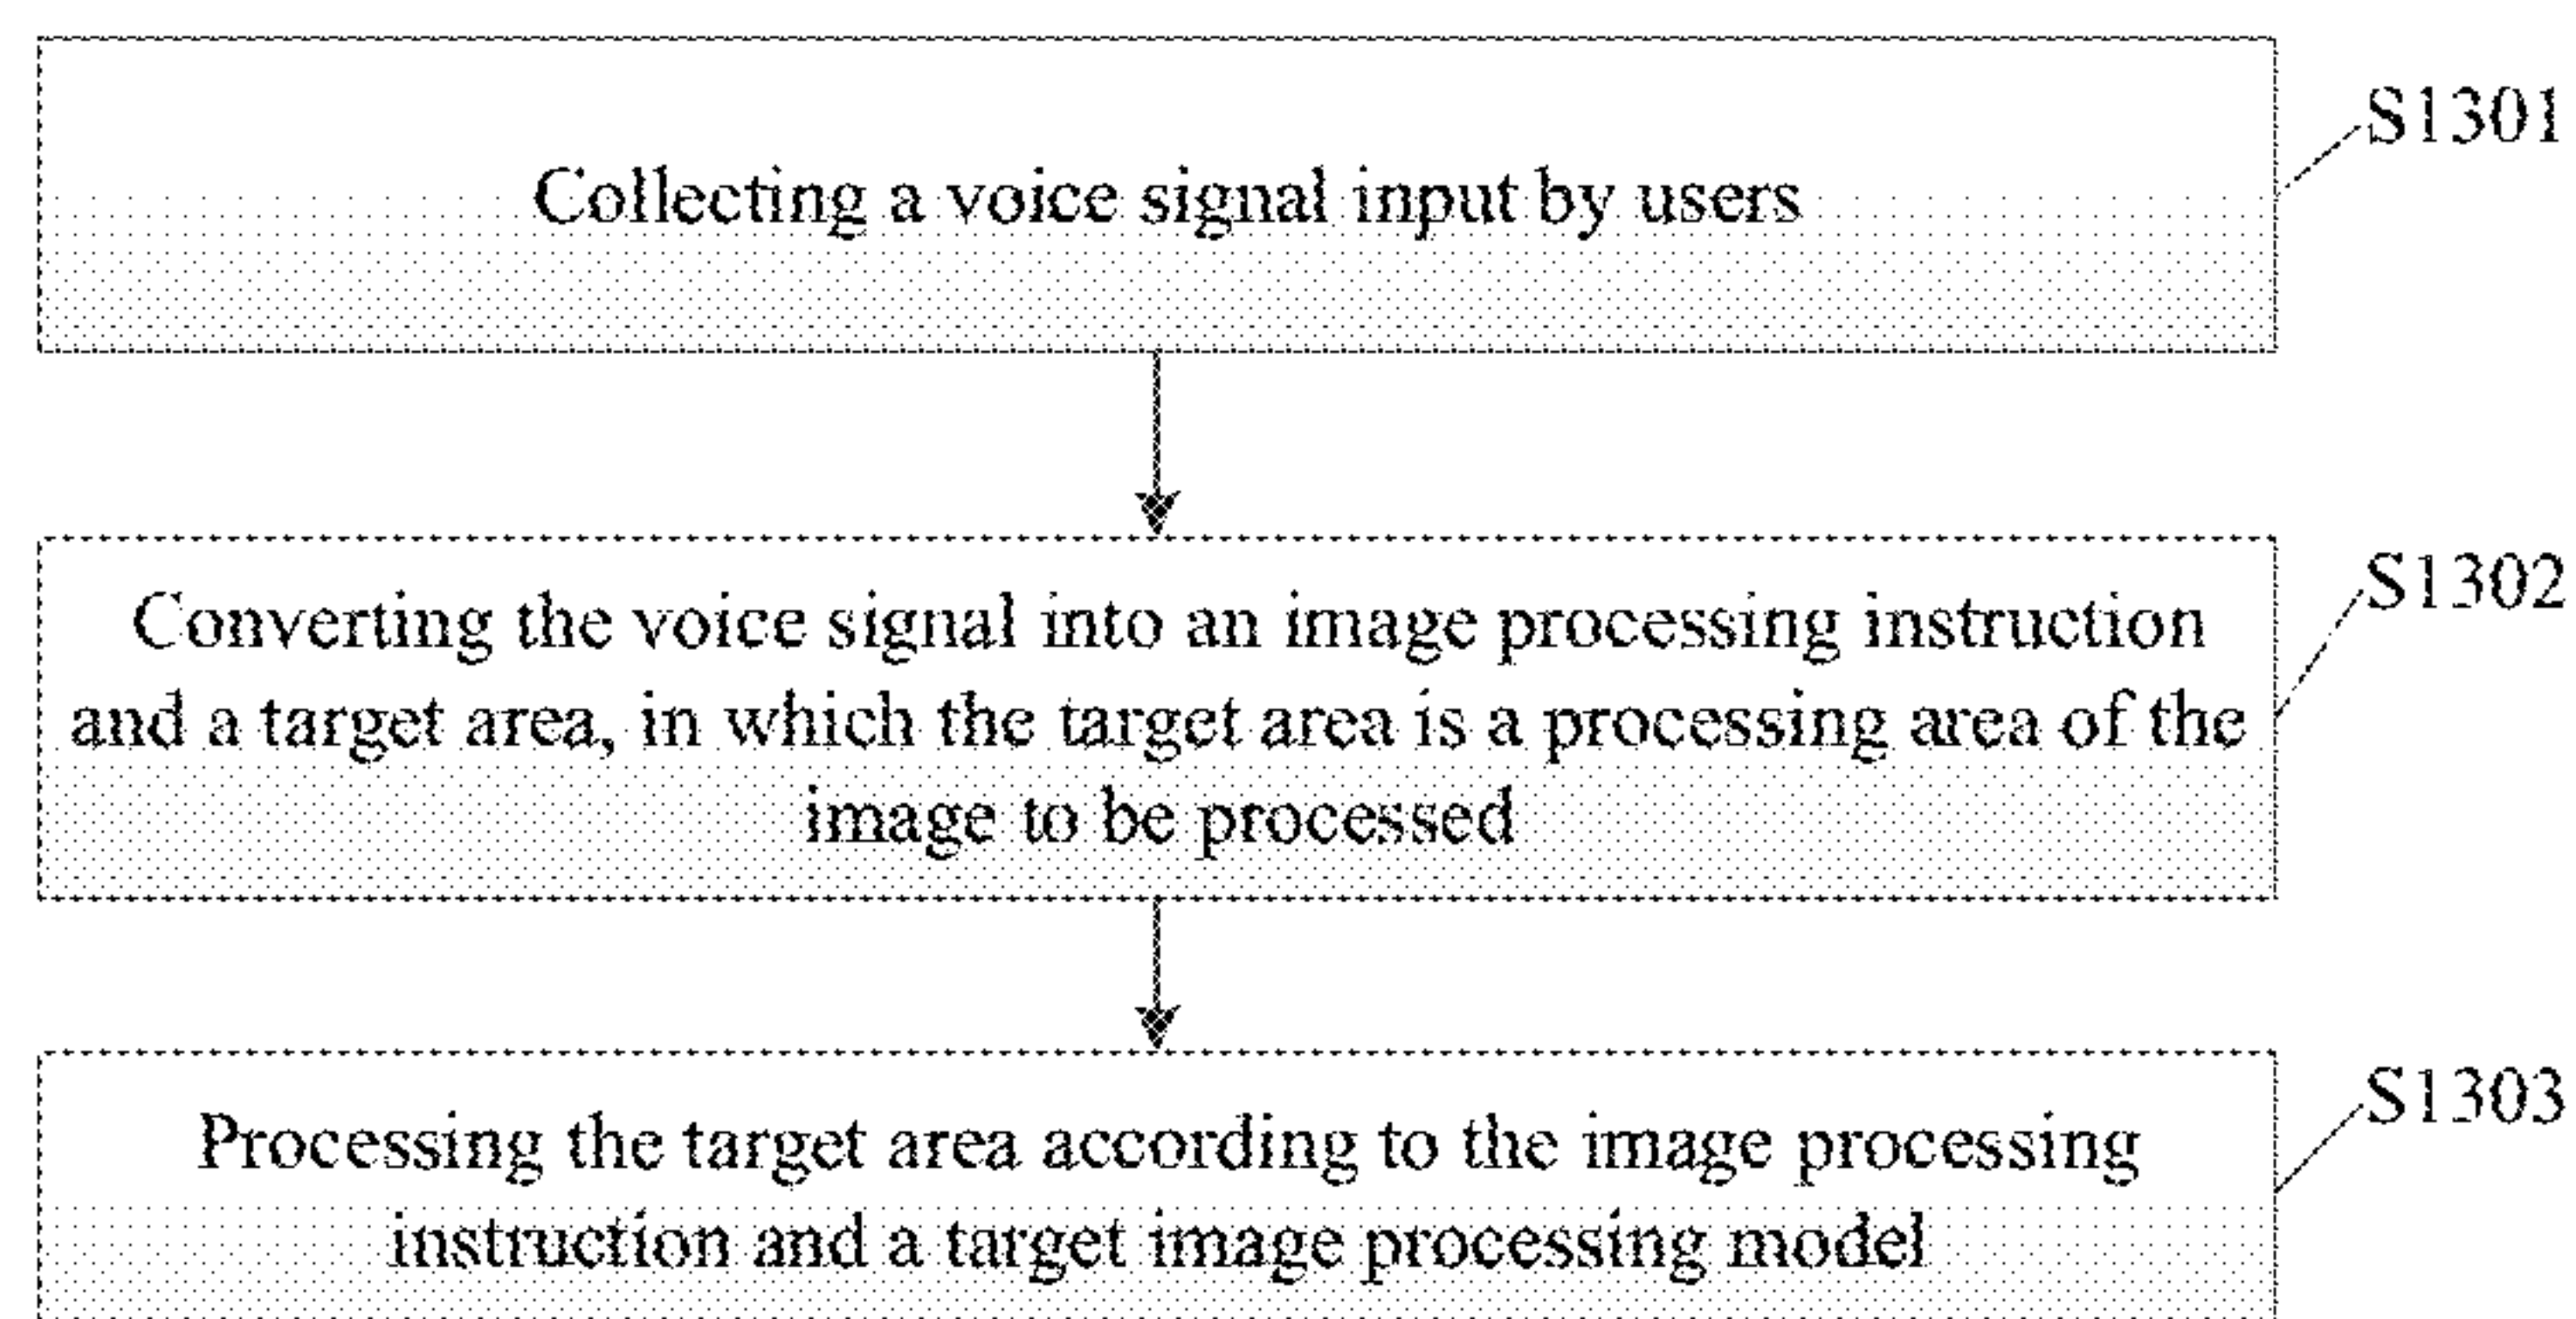 Collecting a voice signal input by users
S1301
Converting the voice signal into an image processing instruction
and a target area, in which the target area is a processing area of the
image to be processed
S1302
Processing the target area according to the image processing
instruction and a target image processing model
S1303